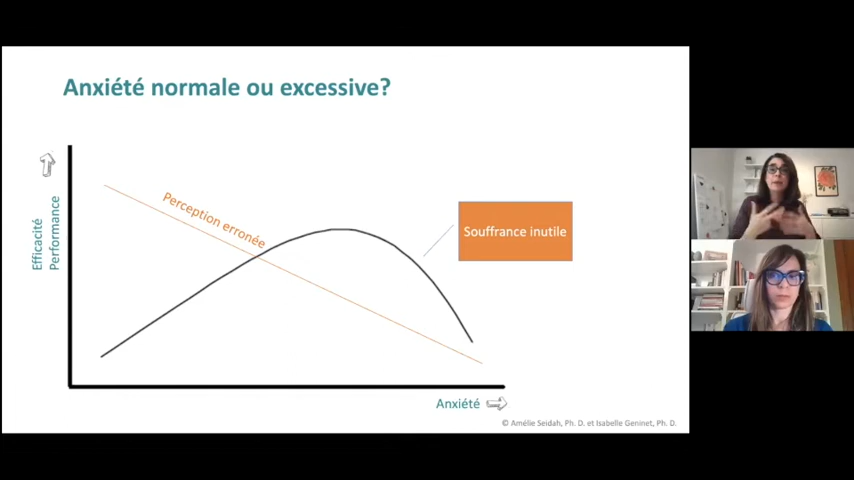 Anxiété normale ou excessive?
Efficacité
Performance
Perception erronée
Souffrance inutile
Anxiété
© Amélie Seidah, Ph. D. et Isabelle Geninet, Ph. D.